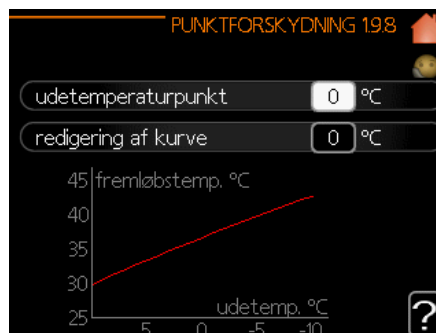 PUNKTFORSKYDNING 1.9.8
udetemperaturpunkt 0 °C
redigering af kurve 0 °C
45 fremløbstemp. °C
40
35
30
25
udetemp. °C
5 0 -5 -10
?